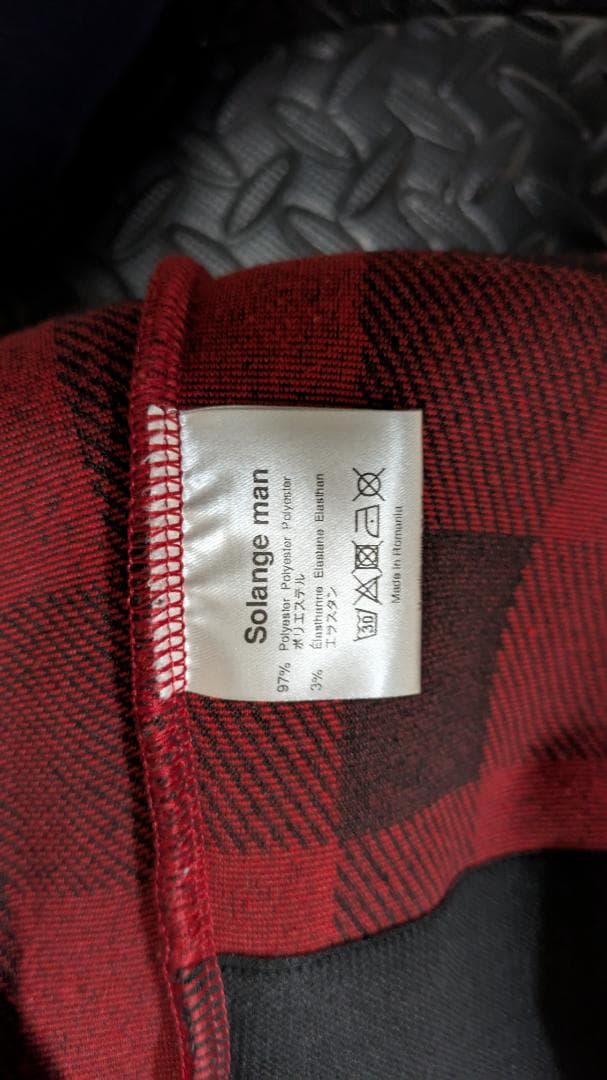 Solange man
97% Polyester Polyester Polyester
ポリエステル
3% Élasthanne Elastane Elasthan
エラスタン
30
Made in Romania